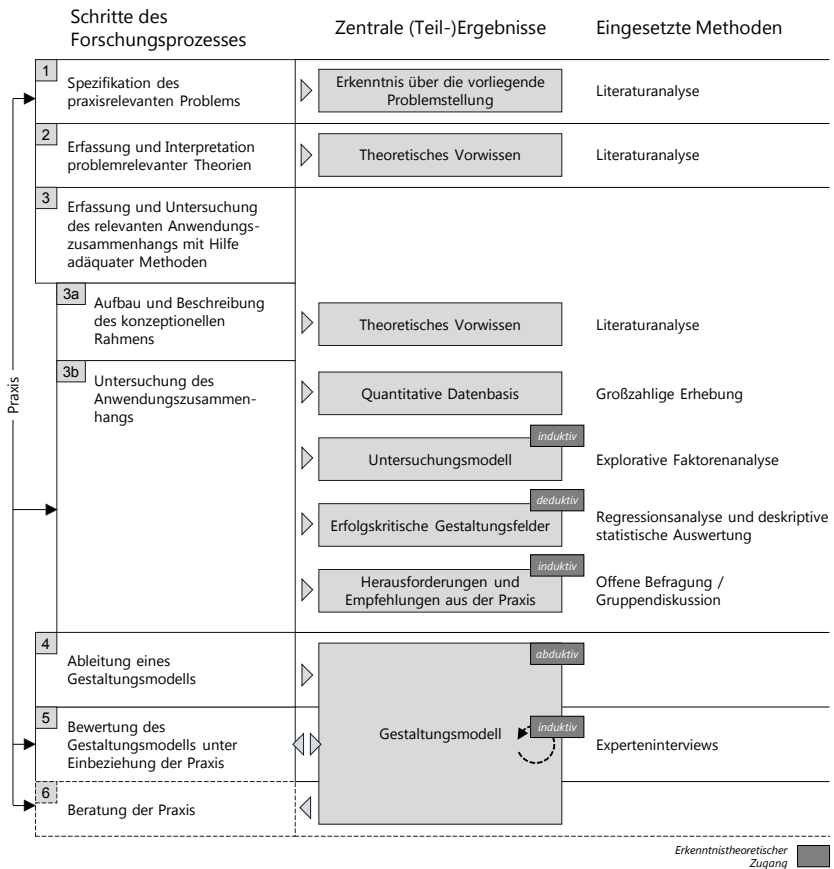 Schritte des
Forschungsprozesses
Zentrale (Teil-)Ergebnisse
Eingesetzte Methoden
1
Spezifikation des
praxisrelevanten Problems
Erkenntnis über die vorliegende
Problemstellung
Literaturanalyse
2
Erfassung und Interpretation
problemrelevanter Theorien
Theoretisches Vorwissen
Literaturanalyse
3
Erfassung und Untersuchung
des relevanten Anwendungs-
zusammenhangs mit Hilfe
adäquater Methoden
3a
Aufbau und Beschreibung
des konzeptionellen
Rahmens
Theoretisches Vorwissen
Literaturanalyse
3b
Untersuchung des
Anwendungszusammen-
hangs
Quantitative Datenbasis
Großzahlige Erhebung
induktiv
Untersuchungsmodell
Explorative Faktorenanalyse
deduktiv
Erfolgskritische Gestaltungsfelder
Regressionsanalyse und deskriptive
statistische Auswertung
induktiv
Herausforderungen und
Empfehlungen aus der Praxis
Offene Befragung /
Gruppendiskussion
Praxis
4
Ableitung eines
Gestaltungsmodells
abduktiv
5
Bewertung des
Gestaltungsmodells unter
Einbeziehung der Praxis
Gestaltungsmodell
induktiv
Experteninterviews
6
Beratung der Praxis
Erkenntnistheoretischer
Zugang